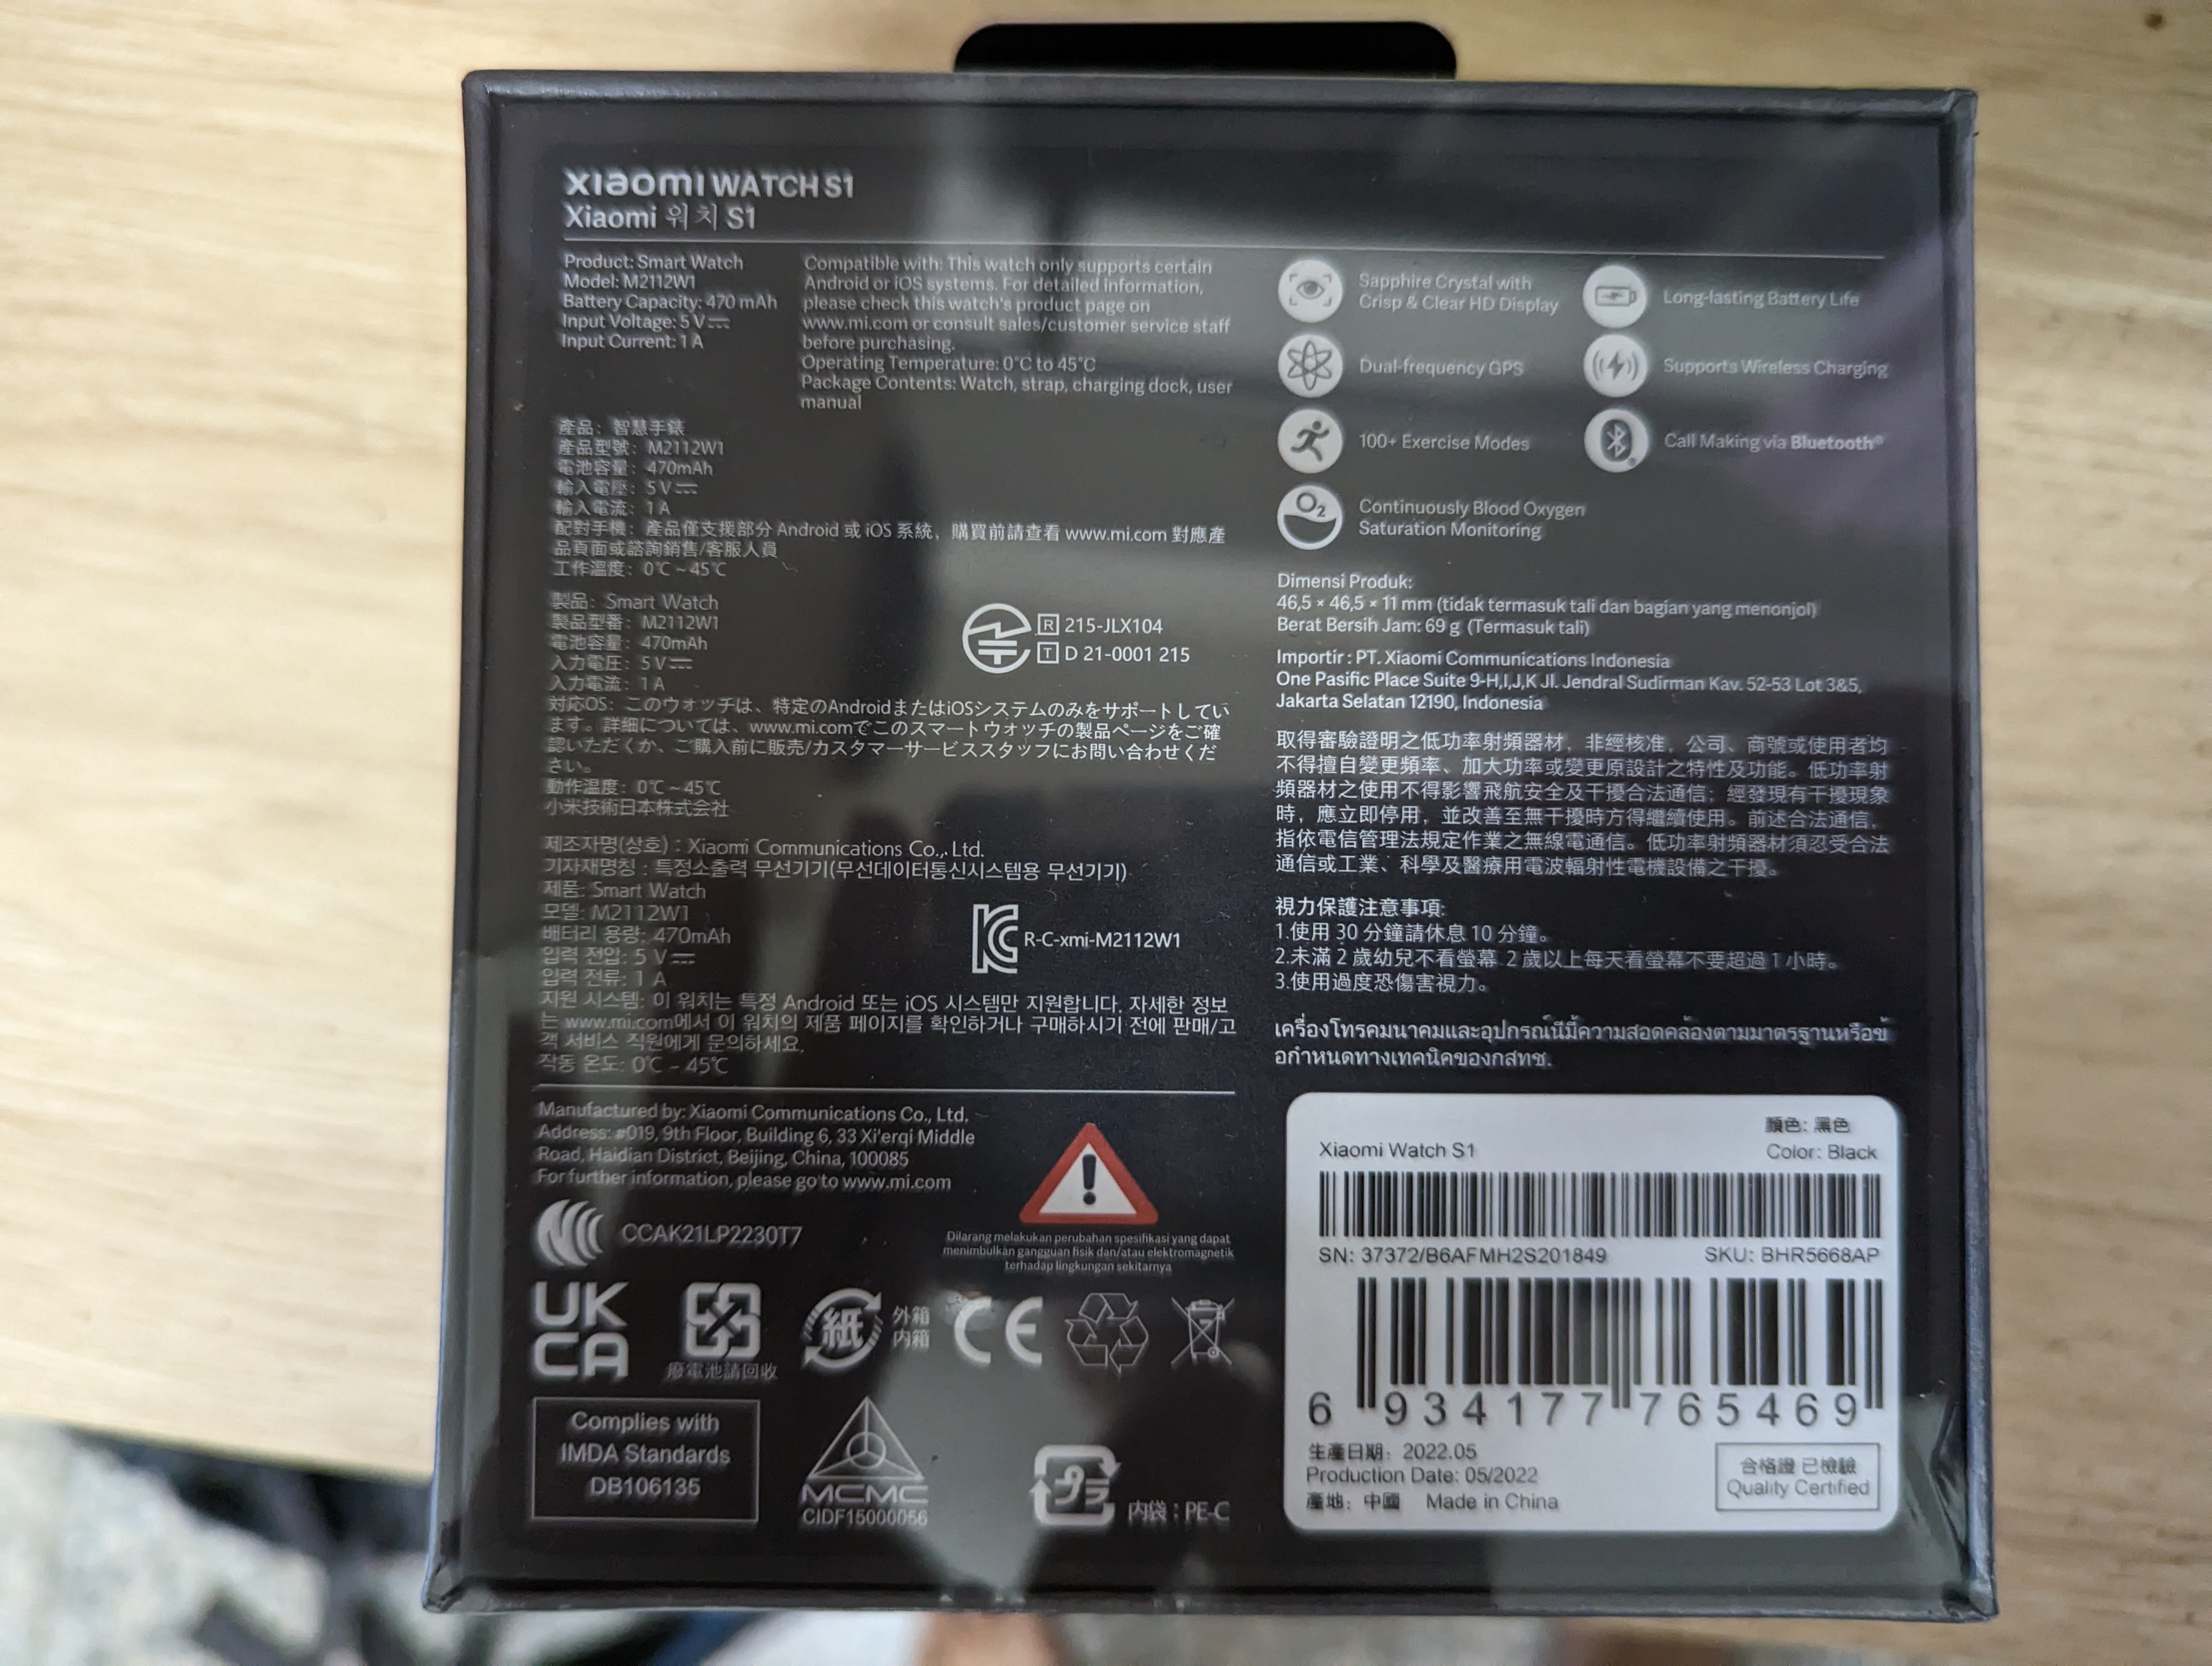 xiaomi WATCH S1
Xiaomi 워치 S1
Product: Smart Watch
Model: M2112W1
Battery Capacity: 470 mAh
Input Voltage: 5 V⎓
Input Current: 1 A
Compatible with: This watch only supports certain
Android or iOS systems. For detailed information,
please check this watch's product page on
www.mi.com or consult sales/customer service staff
before purchasing.
Operating Temperature: 0°C to 45°C
Package Contents: Watch, strap, charging dock, user
manual
產品：智慧手錶
產品型號：M2112W1
電池容量：470mAh
輸入電壓：5 V⎓
輸入電流：1 A
配對手機：產品僅支援部分 Android 或 iOS 系統，購買前請查看 www.mi.com 對應產
品頁面或諮詢銷售/客服人員
工作溫度：0℃ ~ 45℃
製品：Smart Watch
製品型番：M2112W1
電池容量：470mAh
入力電圧：5 V⎓
入力電流：1 A
対応OS：このウォッチは、特定のAndroidまたはiOSシステムのみをサポートしてい
ます。詳細については、www.mi.comでこのスマートウォッチの製品ページをご確
認いただくか、ご購入前に販売/カスタマーサービススタッフにお問い合わせくだ
さい。
動作温度：0℃ ~ 45℃
小米技術日本株式会社
R 215-JLX104
T D 21-0001 215
제조자명(상호) : Xiaomi Communications Co., Ltd.
기자재명칭 : 특정소출력 무선기기(무선데이터통신시스템용 무선기기)
제품: Smart Watch
모델: M2112W1
배터리 용량: 470mAh
입력 전압: 5 V⎓
입력 전류: 1 A
지원 시스템: 이 워치는 특정 Android 또는 iOS 시스템만 지원합니다. 자세한 정보
는 www.mi.com에서 이 워치의 제품 페이지를 확인하거나 구매하시기 전에 판매/고
객 서비스 직원에게 문의하세요.
작동 온도: 0℃ ~ 45℃
R-C-xmi-M2112W1
Manufactured by: Xiaomi Communications Co., Ltd.
Address: #019, 9th Floor, Building 6, 33 Xi'erqi Middle
Road, Haidian District, Beijing, China, 100085
For further information, please go to www.mi.com
CCAK21LP2230T7
Dilarang melakukan perubahan spesifikasi yang dapat
menimbulkan gangguan fisik dan/atau elektromagnetik
terhadap lingkungan sekitarnya
UK
CA
廢電池請回收
紙
外箱
内箱
CE
Complies with
IMDA Standards
DB106135
MCMC
CIDF15000056
プラ
内袋：PE-C
Sapphire Crystal with
Crisp & Clear HD Display
Long-lasting Battery Life
Dual-frequency GPS
Supports Wireless Charging
100+ Exercise Modes
Call Making via Bluetooth®
O₂
Continuously Blood Oxygen
Saturation Monitoring
Dimensi Produk:
46,5 × 46,5 × 11 mm (tidak termasuk tali dan bagian yang menonjol)
Berat Bersih Jam: 69 g (Termasuk tali)
Importir : PT. Xiaomi Communications Indonesia
One Pasific Place Suite 9-H,I,J,K Jl. Jendral Sudirman Kav. 52-53 Lot 3&5,
Jakarta Selatan 12190, Indonesia
取得審驗證明之低功率射頻器材，非經核准，公司、商號或使用者均
不得擅自變更頻率、加大功率或變更原設計之特性及功能。低功率射
頻器材之使用不得影響飛航安全及干擾合法通信；經發現有干擾現象
時，應立即停用，並改善至無干擾時方得繼續使用。前述合法通信，
指依電信管理法規定作業之無線電通信。低功率射頻器材須忍受合法
通信或工業、科學及醫療用電波輻射性電機設備之干擾。
視力保護注意事項:
1.使用 30 分鐘請休息 10 分鐘。
2.未滿 2 歲幼兒不看螢幕 2 歲以上每天看螢幕不要超過 1 小時。
3.使用過度恐傷害視力。
เครื่องโทรคมนาคมและอุปกรณ์นี้มีความสอดคล้องตามมาตรฐานหรือข้
อกำหนดทางเทคนิคของกสทช.
顏色: 黑色
Xiaomi Watch S1
Color: Black
SN: 37372/B6AFMH2S201849
SKU: BHR5668AP
6 934177 765469
生產日期：2022.05
Production Date: 05/2022
產地：中國 Made in China
合格證 已檢驗
Quality Certified